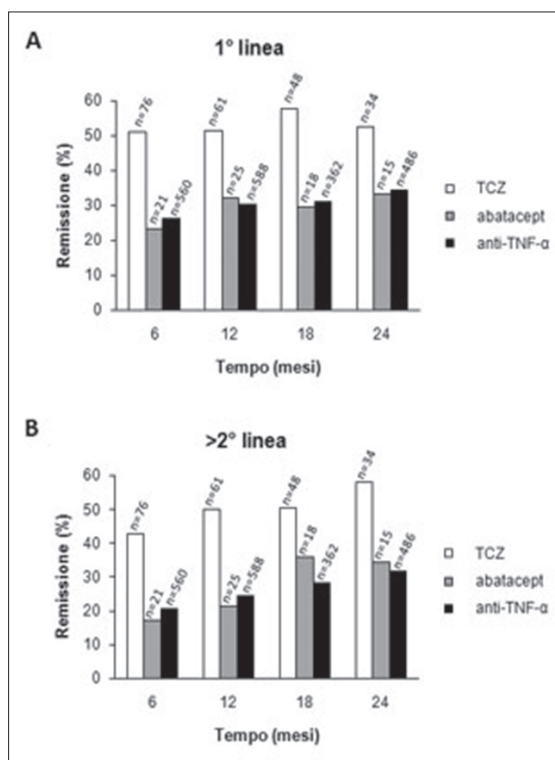 A
1° linea
Remissione (%)
60
50
40
30
20
10
0
n=76
n=21
n=560
n=61
n=25
n=588
n=48
n=18
n=362
n=34
n=15
n=486
6 12 18 24
Tempo (mesi)
TCZ
abatacept
anti-TNF-α
B
>2° linea
Remissione (%)
60
50
40
30
20
10
0
n=76
n=21
n=560
n=61
n=25
n=588
n=48
n=18
n=362
n=34
n=15
n=486
6 12 18 24
Tempo (mesi)
TCZ
abatacept
anti-TNF-α